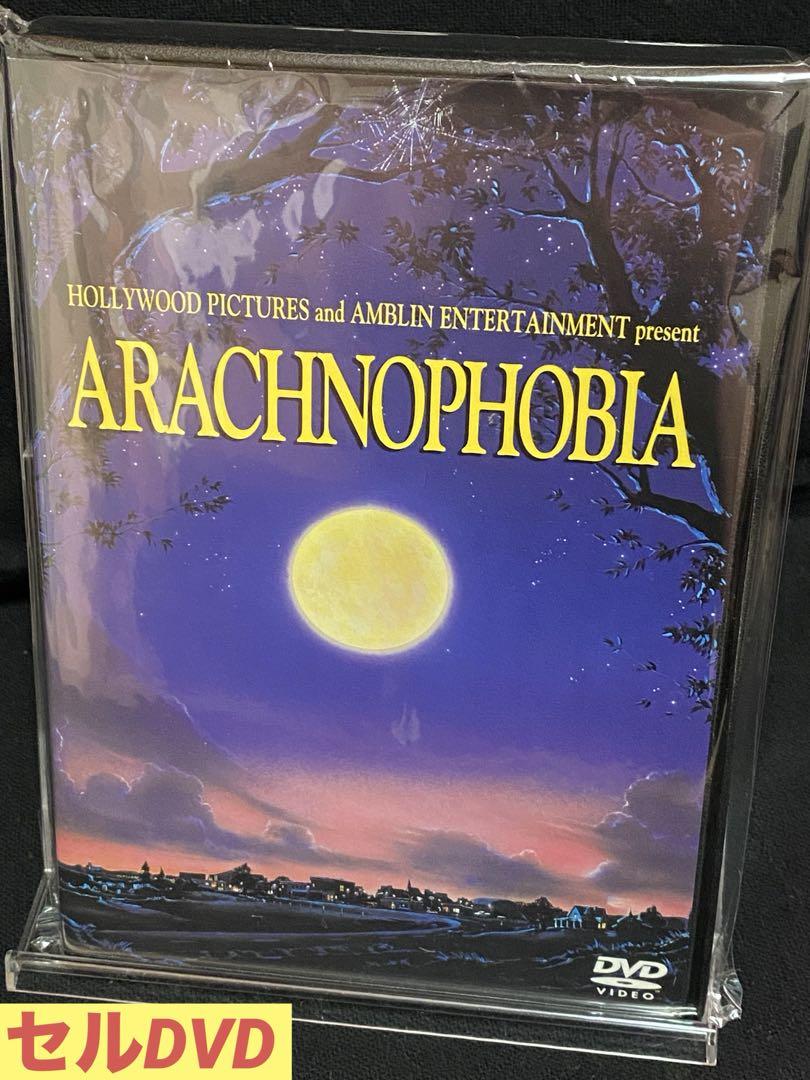 HOLLYWOOD PICTURES and AMBLIN ENTERTAINMENT present
ARACHNOPHOBIA
DVD
VIDEO
セルDVD